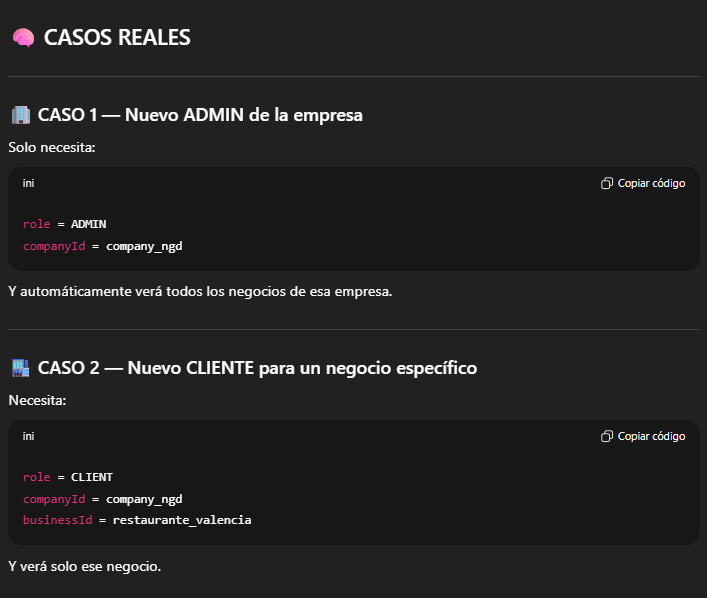 🧠 CASOS REALES
🏢 CASO 1 — Nuevo ADMIN de la empresa
Solo necesita:
ini
Copiar código
role = ADMIN
companyId = company_ngd
Y automáticamente verá todos los negocios de esa empresa.
🏬 CASO 2 — Nuevo CLIENTE para un negocio específico
Necesita:
ini
Copiar código
role = CLIENT
companyId = company_ngd
businessId = restaurante_valencia
Y verá solo ese negocio.